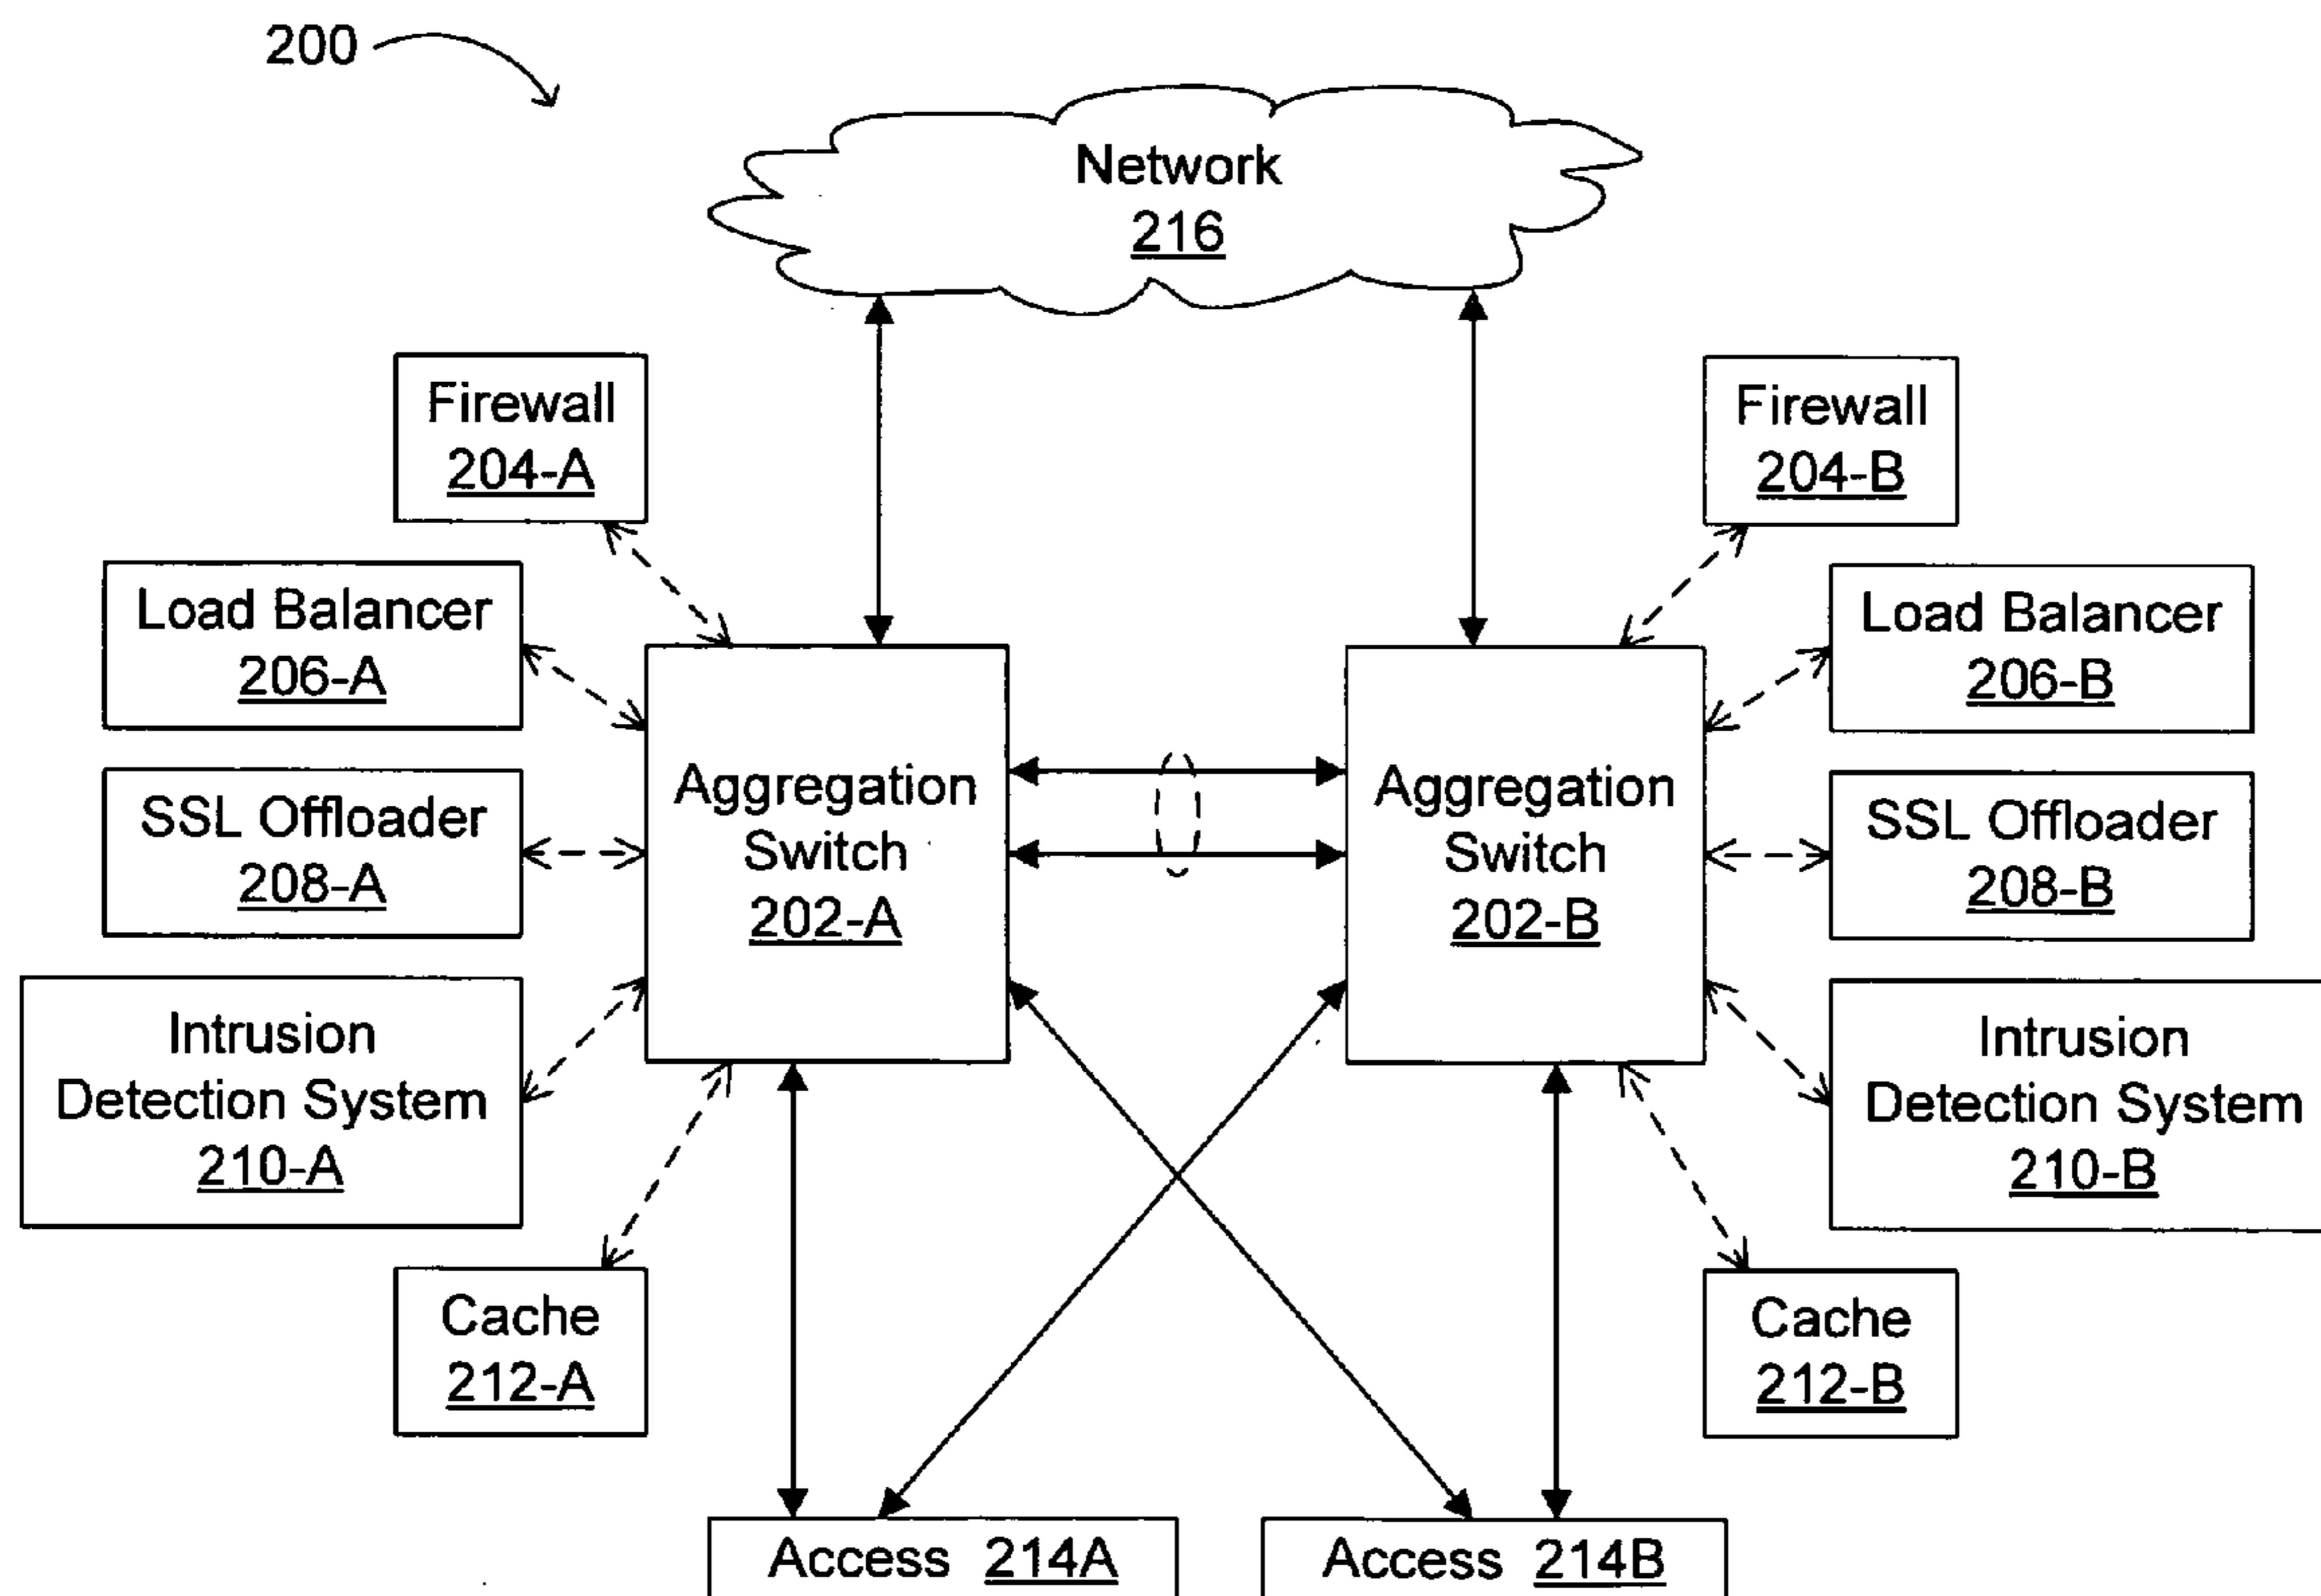 200
Network
216
Firewall
204-A
Firewall
204-B
Load Balancer
206-A
Load Balancer
206-B
Aggregation
Switch
202-A
Aggregation
Switch
202-B
SSL Offloader
208-A
SSL Offloader
208-B
Intrusion
Detection System
210-A
Intrusion
Detection System
210-B
Cache
212-A
Cache
212-B
Access 214A
Access 214B